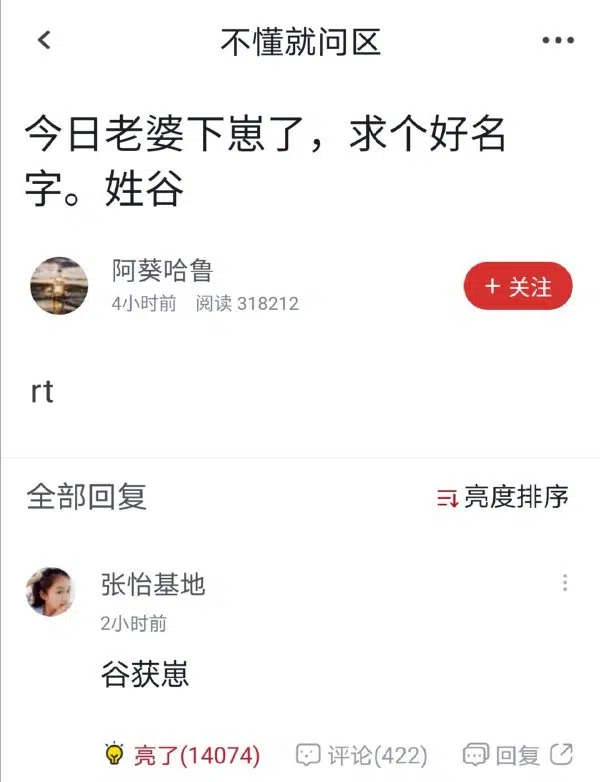 不懂就问区
今日老婆下崽了，求个好名
字。姓谷
阿葵哈鲁
4小时前 阅读 318212
+ 关注
rt
全部回复
亮度排序
张怡基地
2小时前
谷获崽
亮了(14074)
评论(422)
回复